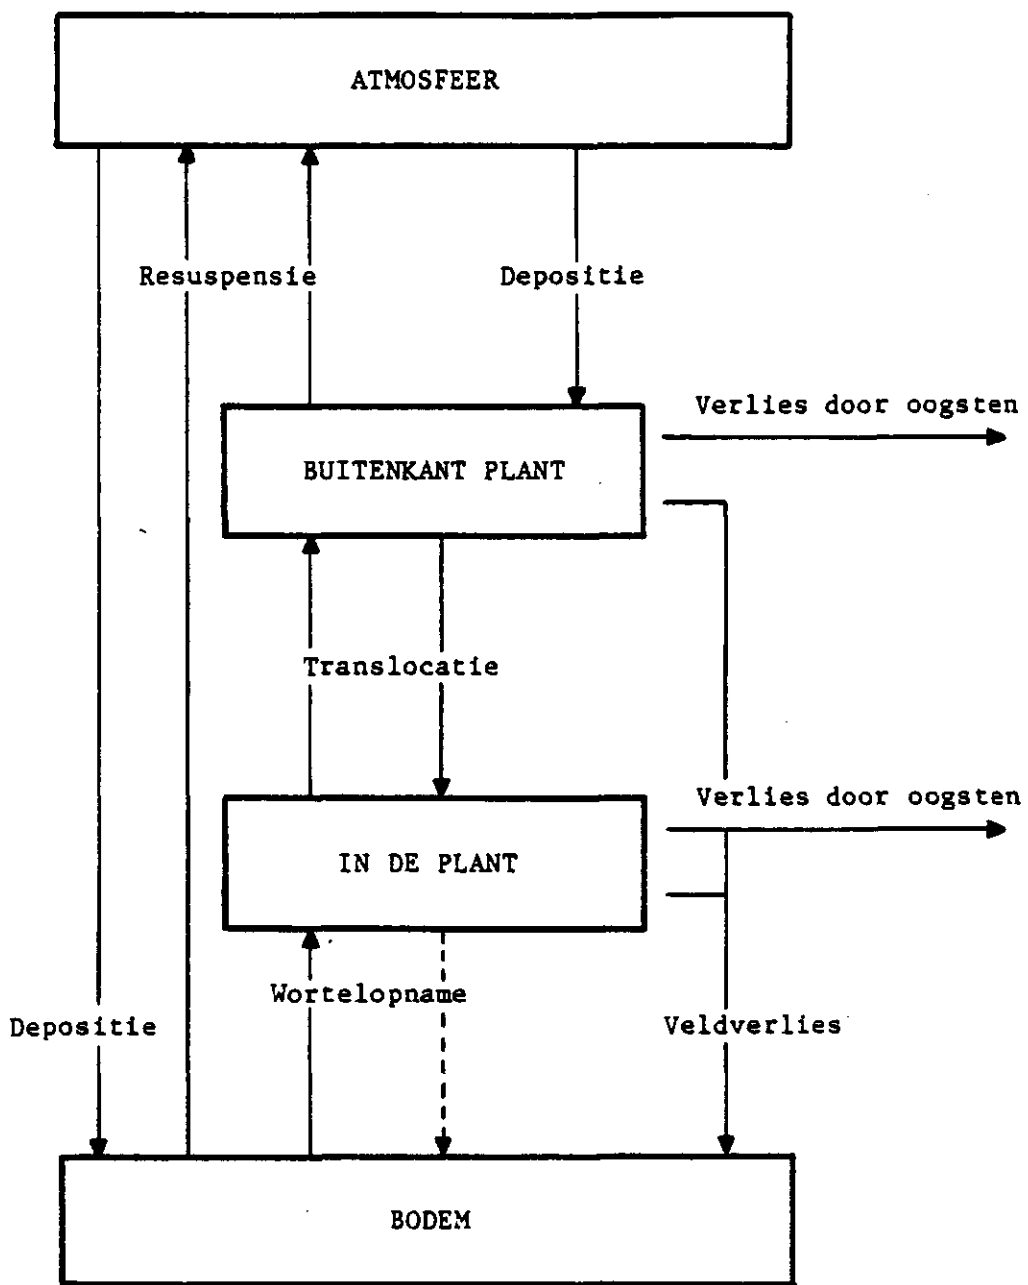 ATMOSFEER
Resuspensie
Depositie
Verlies door oogsten
BUITENKANT PLANT
Translocatie
Verlies door oogsten
IN DE PLANT
Wortelopname
Depositie
Veldverlies
BODEM